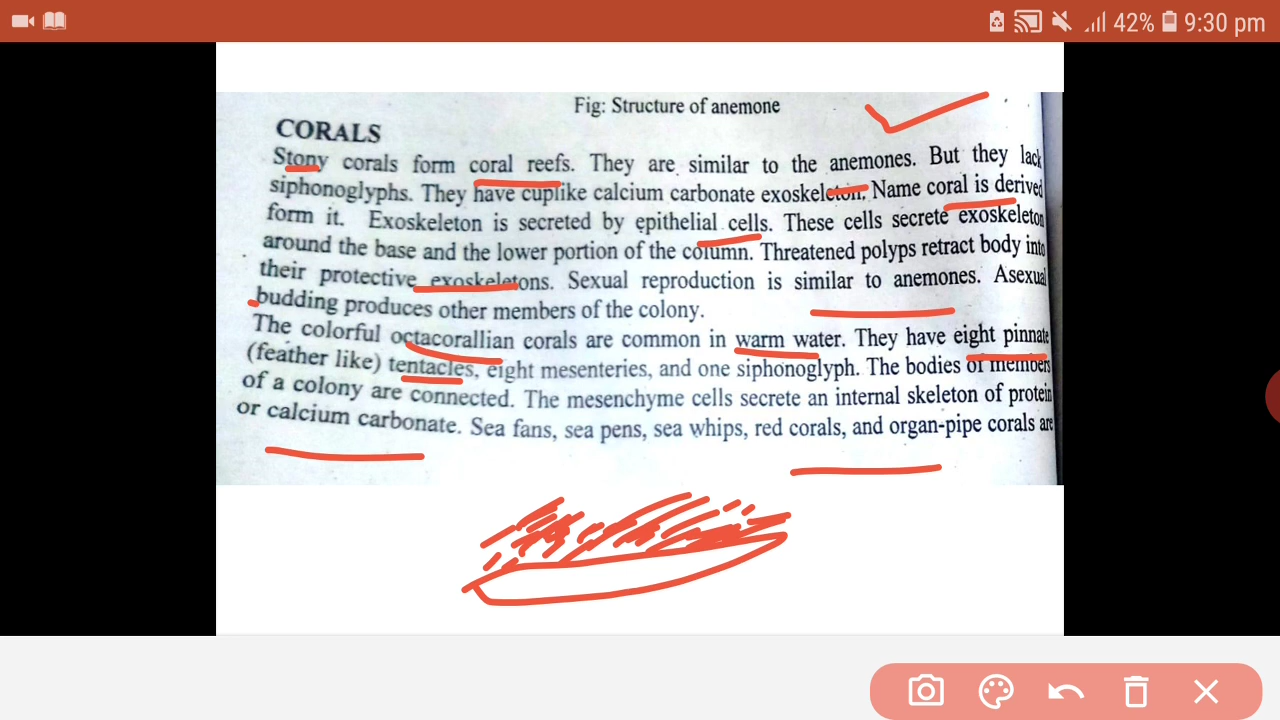 42% 9:30 pm
Fig: Structure of anemone
CORALS
Stony corals form coral reefs. They are similar to the anemones. But they lack
siphonoglyphs. They have cuplike calcium carbonate exoskeleton. Name coral is derived
form it. Exoskeleton is secreted by epithelial cells. These cells secrete exoskeleton
around the base and the lower portion of the column. Threatened polyps retract body into
their protective exoskeletons. Sexual reproduction is similar to anemones. Asexual
budding produces other members of the colony.
The colorful octacorallian corals are common in warm water. They have eight pinnate
(feather like) tentacles, eight mesenteries, and one siphonoglyph. The bodies of members
of a colony are connected. The mesenchyme cells secrete an internal skeleton of protein
or calcium carbonate. Sea fans, sea pens, sea whips, red corals, and organ-pipe corals are